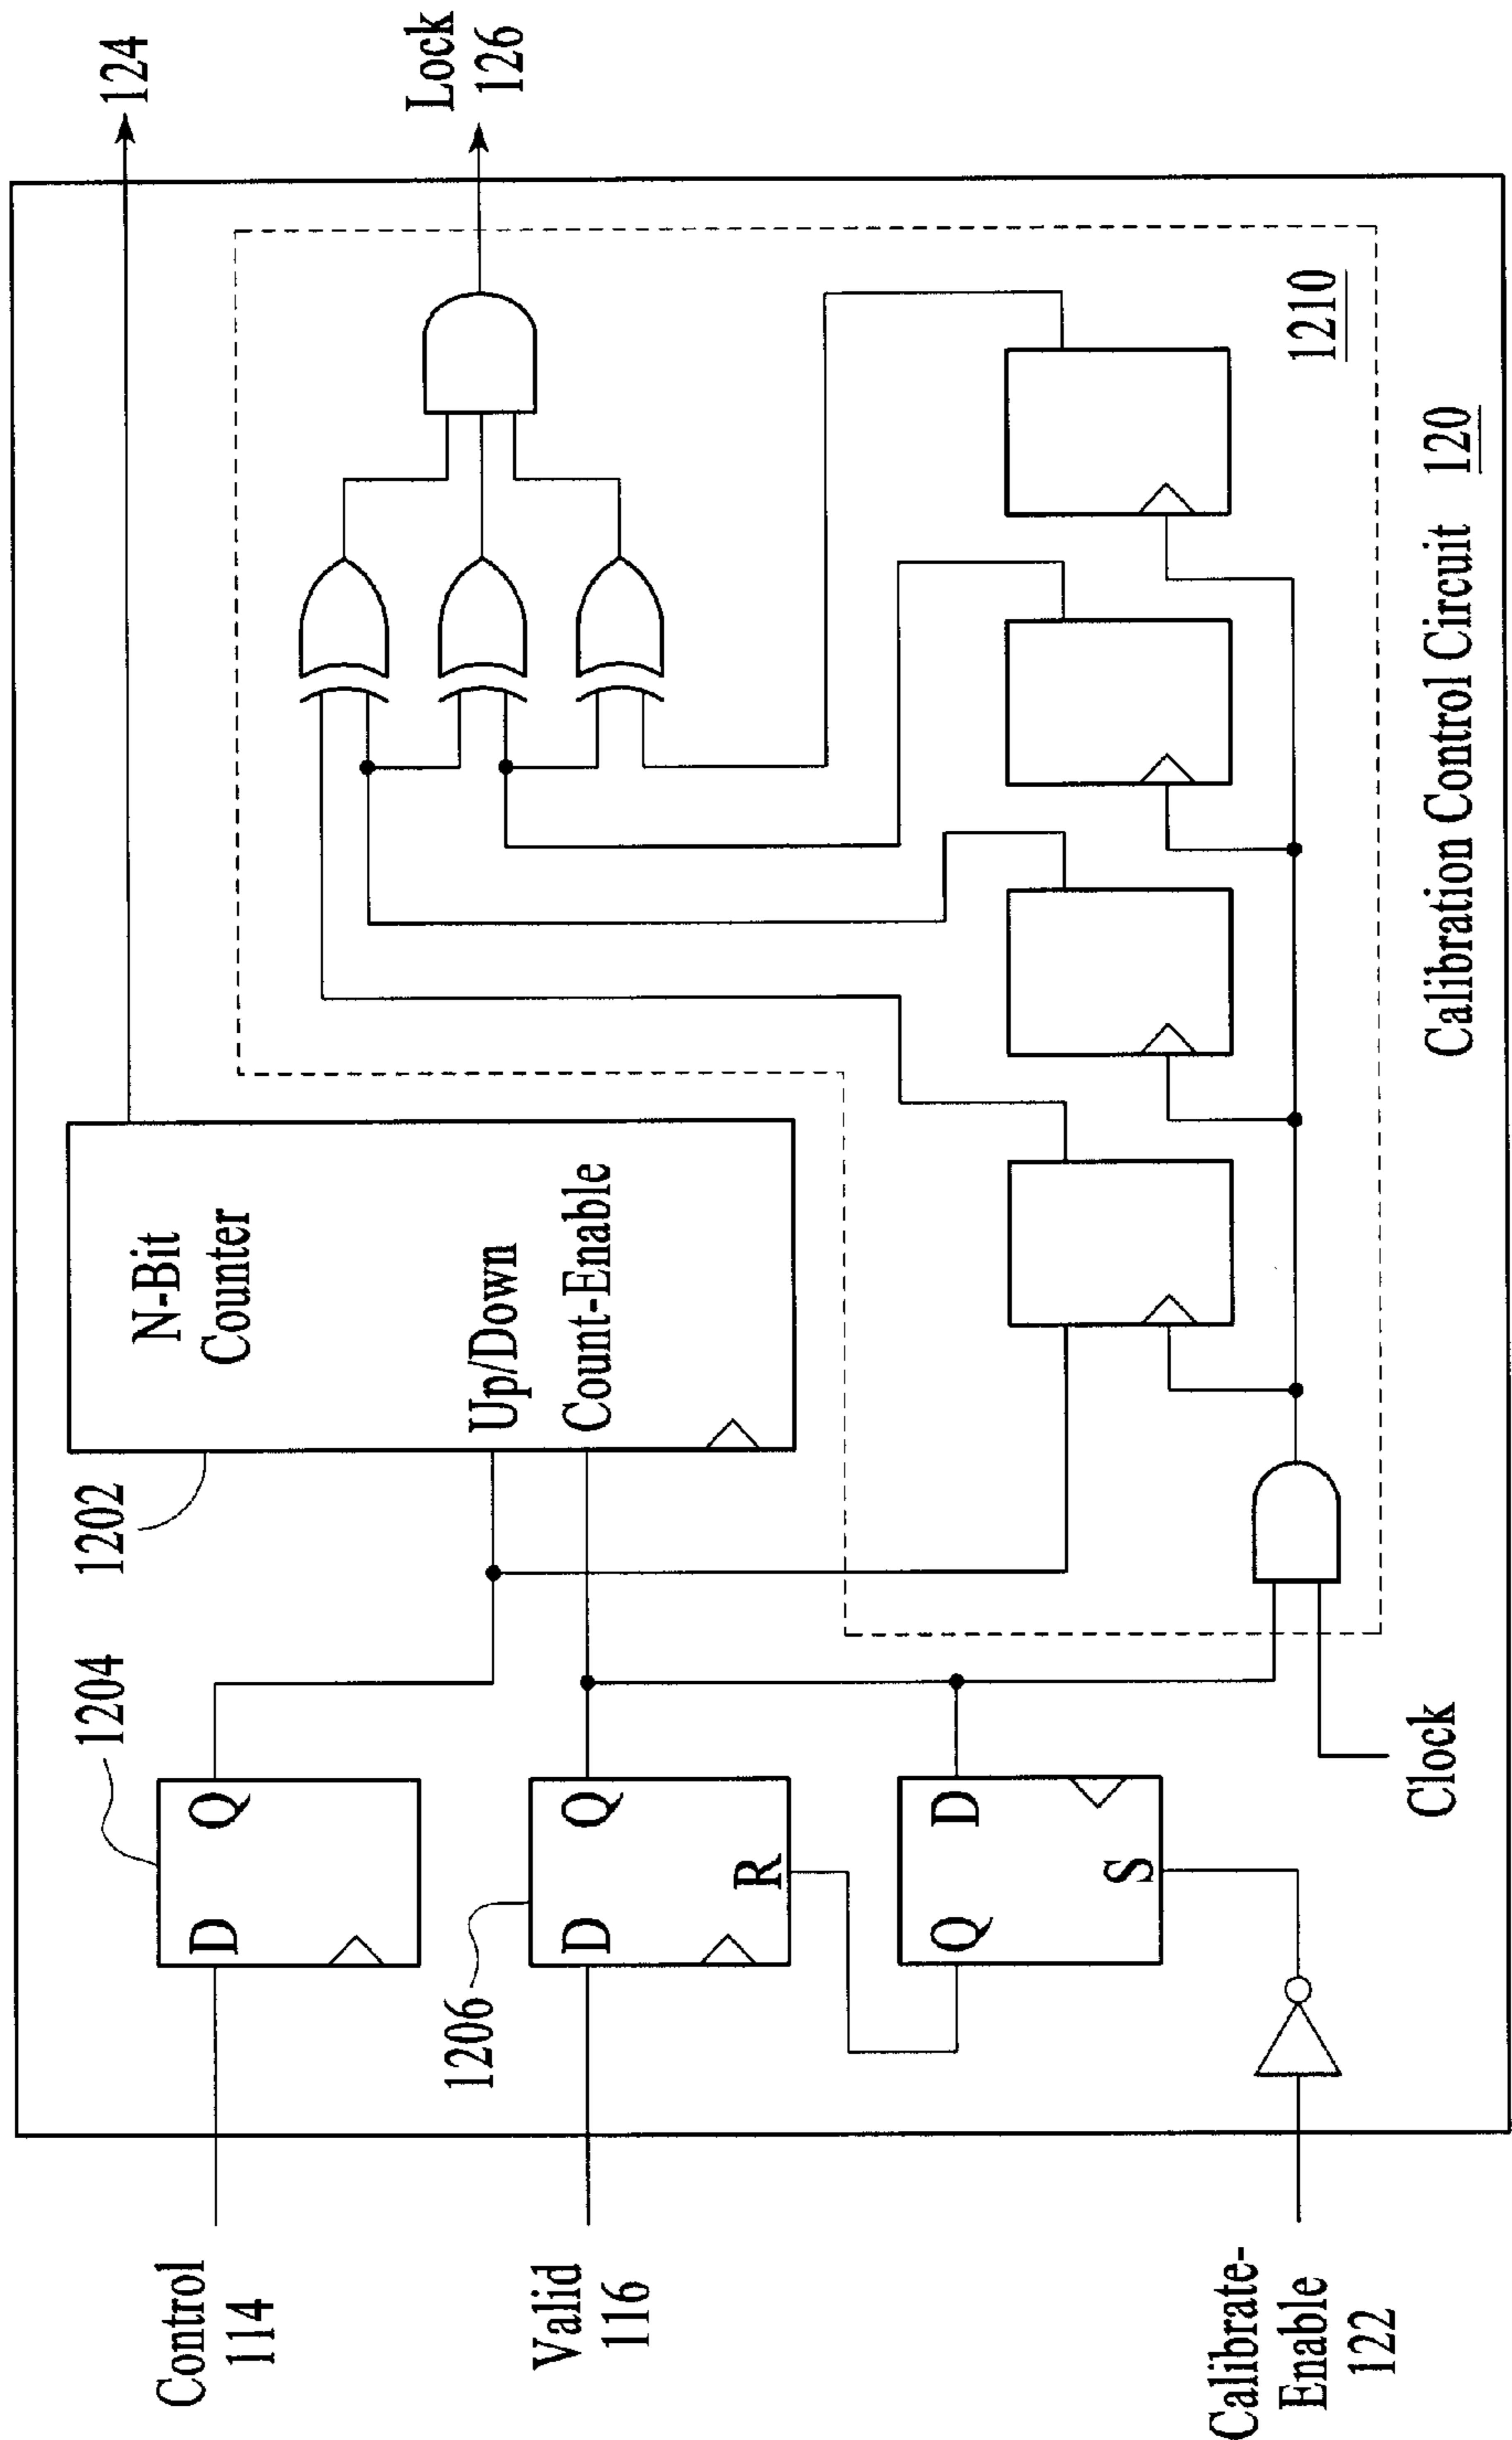 124
Lock
126
N-Bit
Counter
Up/Down
Count-Enable
1202
1204
D Q
1206
D Q
R
Q D
S
Control
114
Valid
116
Calibrate-
Enable
122
Clock
1210
Calibration Control Circuit 120